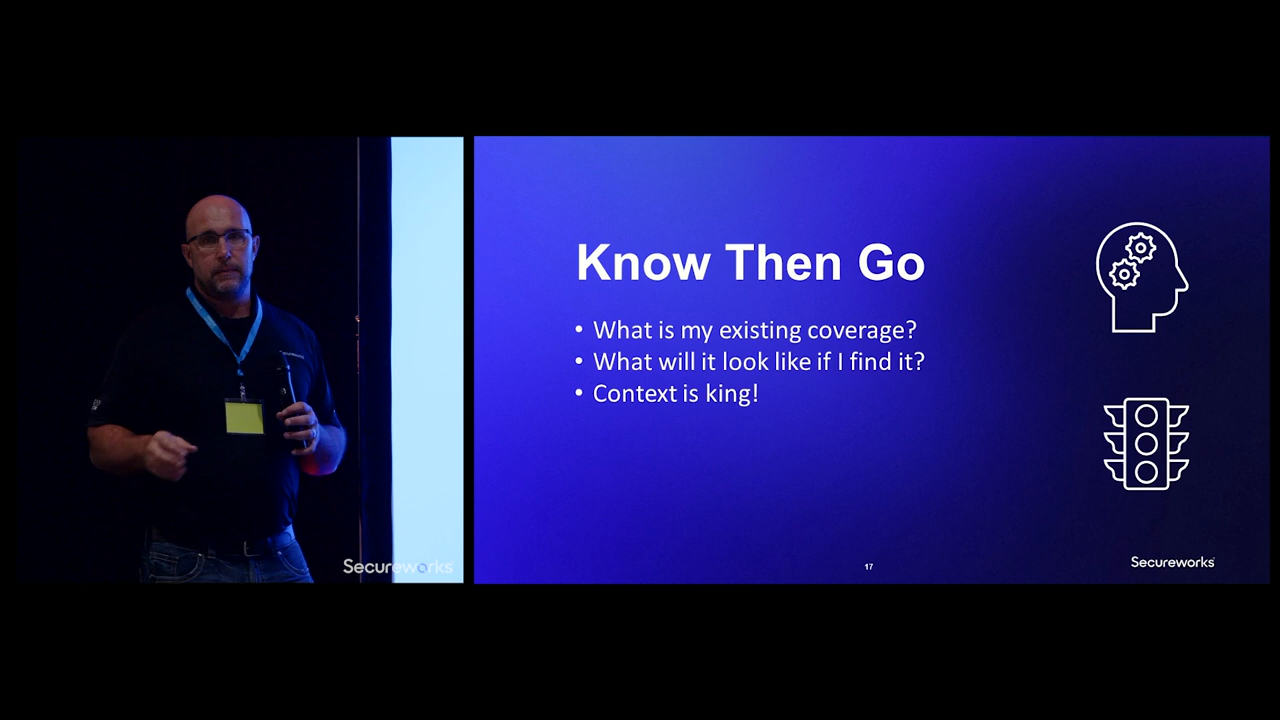 Know Then Go
• What is my existing coverage?
• What will it look like if I find it?
• Context is king!
17
Secureworks
Secureworks